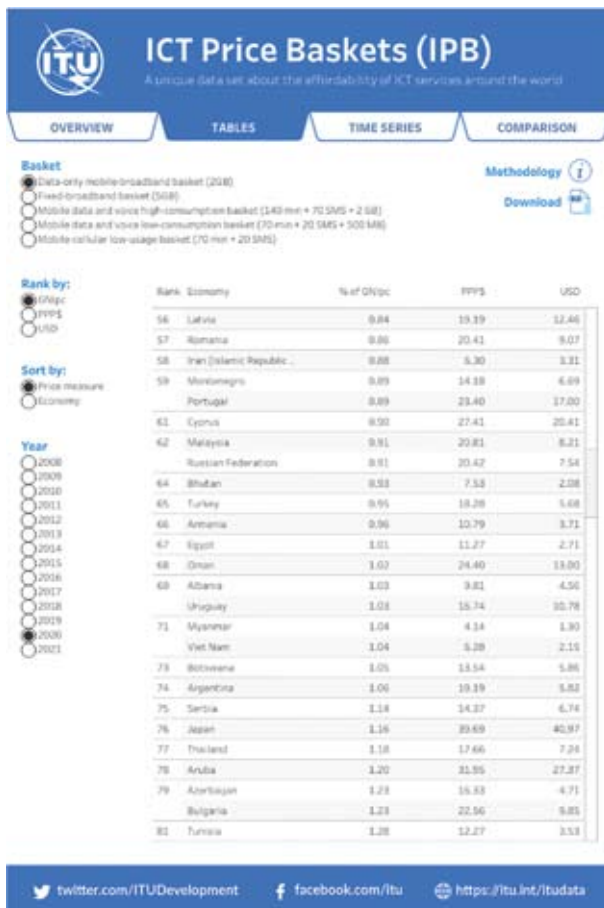 ITU
ICT Price Baskets (IPB)
A unique data set about the affordability of ICT services around the world
OVERVIEW TABLES TIME SERIES COMPARISON
Basket
Data-only mobile-broadband basket (2GB)
Fixed-broadband basket (5GB)
Mobile data and voice high-consumption basket (140 min + 70 SMS + 2 GB)
Mobile data and voice low-consumption basket (70 min + 20 SMS + 500 MB)
Mobile cellular low-usage basket (70 min + 20 SMS)
Methodology i
Download
Rank by:
GNIpc
PPP$
USD
Sort by:
Price measure
Economy
Year
2008
2009
2010
2011
2012
2013
2014
2015
2016
2017
2018
2019
2020
2021
Rank Economy % of GNIpc PPP$ USD
56 Latvia 0.84 19.19 12.46
57 Romania 0.86 20.41 9.07
58 Iran (Islamic Republic ... 0.88 6.30 3.31
59 Montenegro 0.89 14.18 6.69
Portugal 0.89 23.40 17.00
61 Cyprus 0.90 27.41 20.41
62 Malaysia 0.91 20.81 8.21
Russian Federation 0.91 20.42 7.54
64 Bhutan 0.93 7.53 2.08
65 Turkey 0.95 18.28 5.68
66 Armenia 0.96 10.79 3.71
67 Egypt 1.01 11.27 2.71
68 Oman 1.02 24.40 13.00
69 Albania 1.03 9.81 4.56
Uruguay 1.03 16.74 10.78
71 Myanmar 1.04 4.14 1.30
Viet Nam 1.04 6.28 2.15
73 Botswana 1.05 13.54 5.86
74 Argentina 1.06 19.19 5.82
75 Serbia 1.14 14.37 6.74
76 Japan 1.16 39.69 40.97
77 Thailand 1.18 17.66 7.24
78 Aruba 1.20 31.95 27.37
79 Azerbaijan 1.23 16.33 4.71
Bulgaria 1.23 22.56 9.85
81 Tunisia 1.28 12.27 3.53
twitter.com/ITUDevelopment facebook.com/itu https://itu.int/itudata